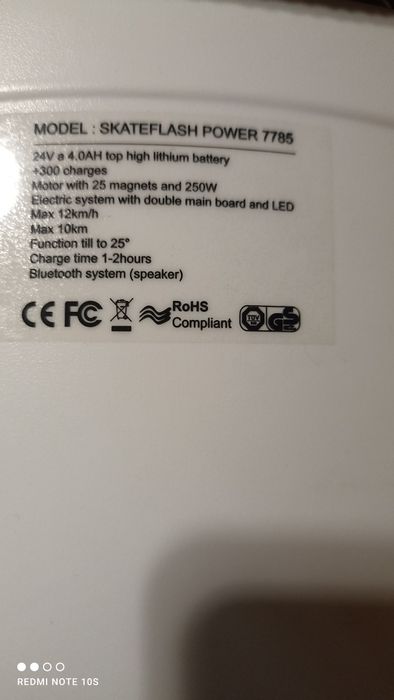 MODEL : SKATEFLASH POWER 7785
24V a 4.0AH top high lithium battery
+300 charges
Motor with 25 magnets and 250W
Electric system with double main board and LED
Max 12km/h
Max 10km
Function till to 25°
Charge time 1-2hours
Bluetooth system (speaker)
CE FC RoHS
Compliant TÜV GS
REDMI NOTE 10S